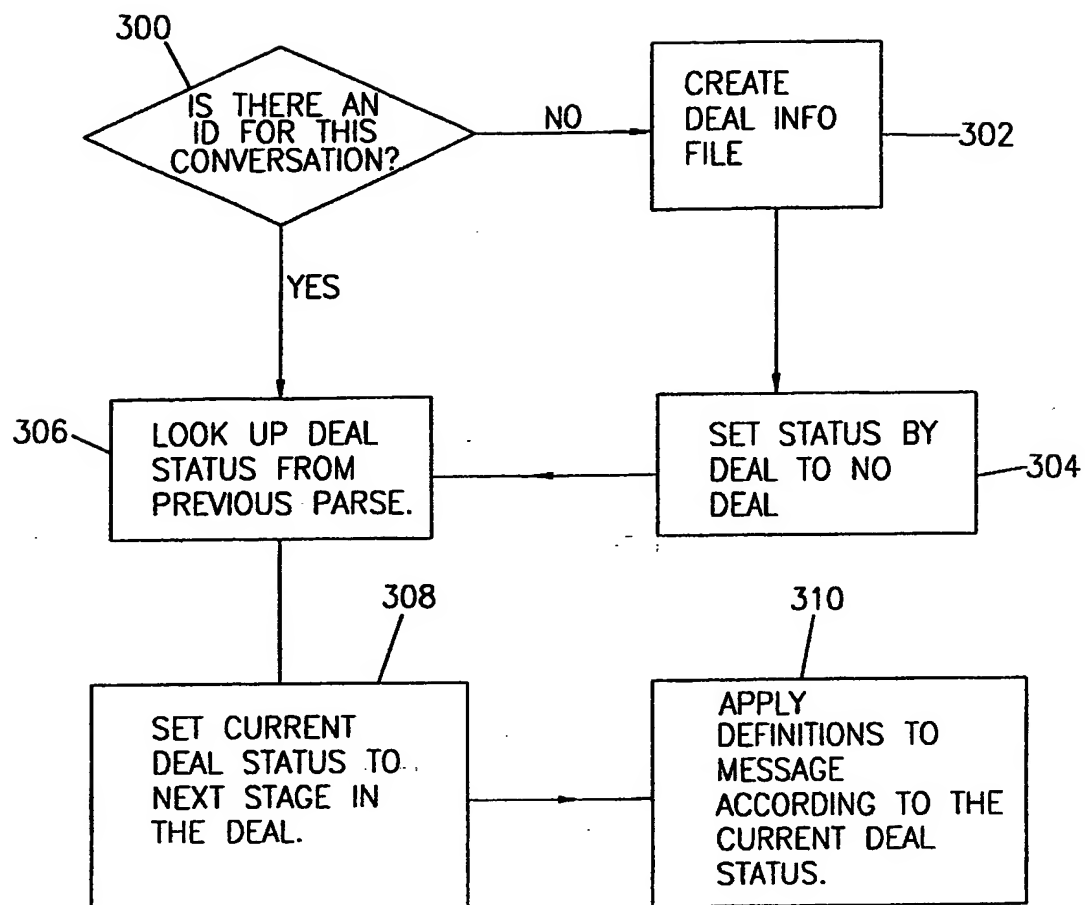 300
IS THERE AN
ID FOR THIS
CONVERSATION?
NO
CREATE
DEAL INFO
FILE
302
YES
306
LOOK UP DEAL
STATUS FROM
PREVIOUS PARSE.
SET STATUS BY
DEAL TO NO
DEAL
304
308
SET CURRENT
DEAL STATUS TO
NEXT STAGE IN
THE DEAL.
310
APPLY
DEFINITIONS TO
MESSAGE
ACCORDING TO THE
CURRENT DEAL
STATUS.